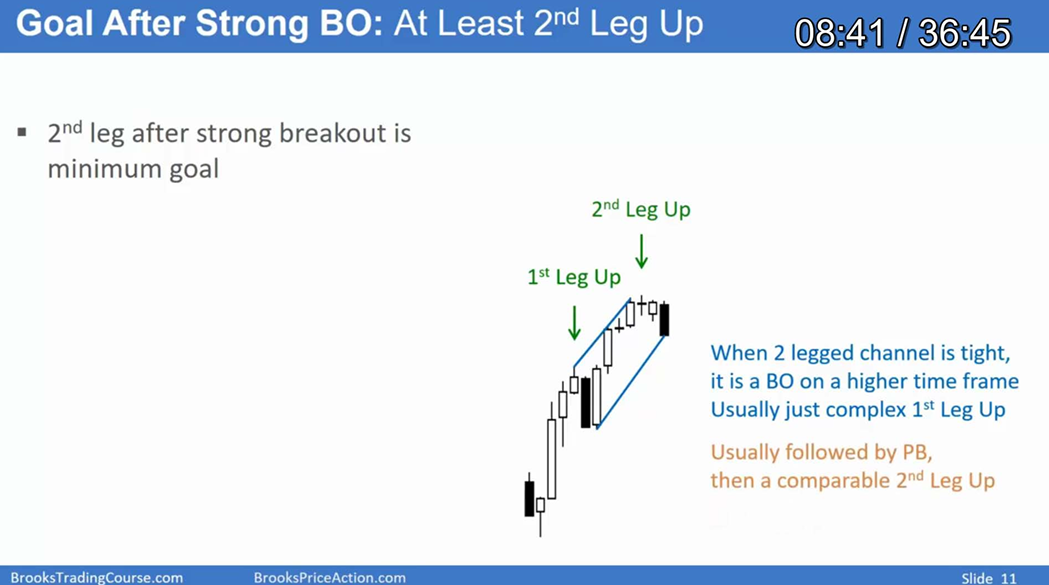 Goal After Strong BO: At Least 2nd Leg Up
08:41 / 36:45
▪ 2nd leg after strong breakout is
minimum goal
2nd Leg Up
1st Leg Up
When 2 legged channel is tight,
it is a BO on a higher time frame
Usually just complex 1st Leg Up
Usually followed by PB,
then a comparable 2nd Leg Up
BrooksTradingCourse.com
BrooksPriceAction.com
Slide 11